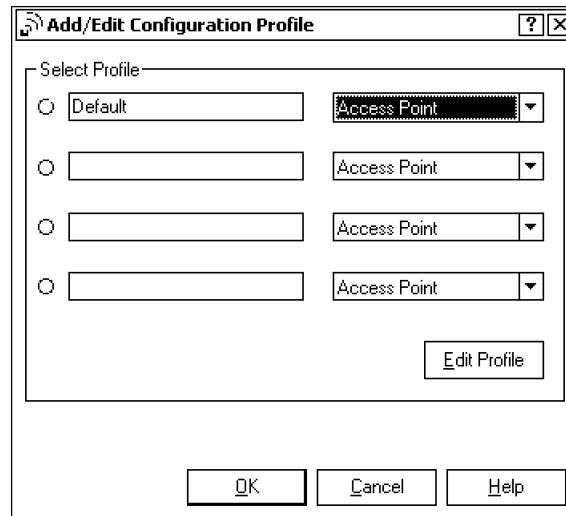 Add/Edit Configuration Profile ? X
Select Profile
Default Access Point
Access Point
Access Point
Access Point
Edit Profile
OK Cancel Help